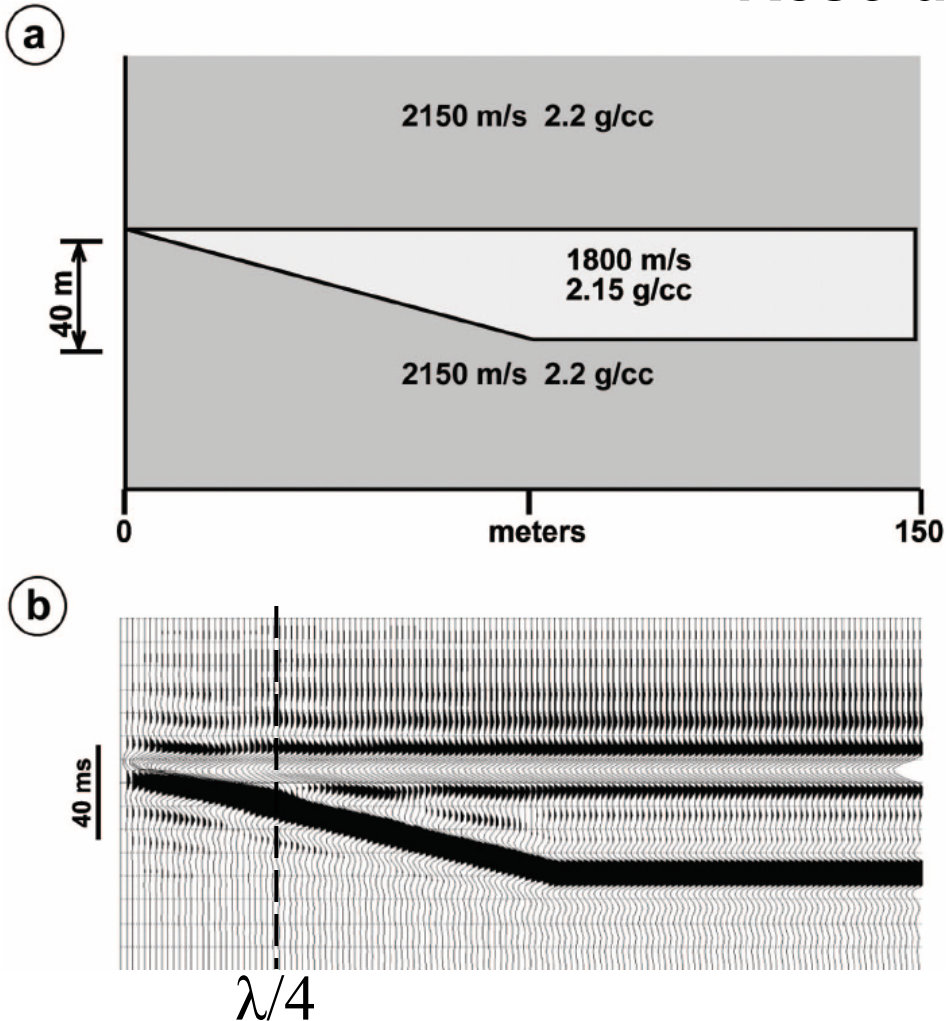 a
2150 m/s 2.2 g/cc
1800 m/s
2.15 g/cc
40 m
2150 m/s 2.2 g/cc
0 meters 150
b
40 ms
λ/4